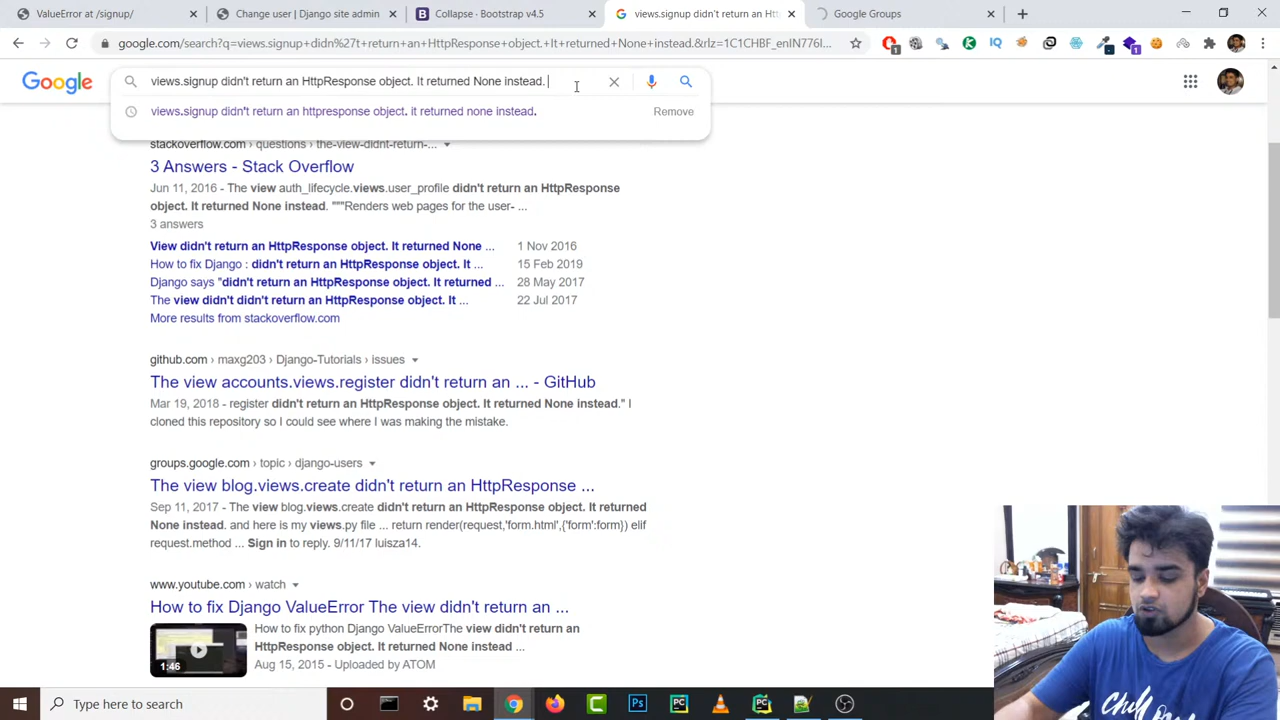 ValueError at /signup/
Change user | Django site admin
Collapse · Bootstrap v4.5
views.signup didn't return an Htt
Google Groups
google.com/search?q=views.signup+didn%27t+return+an+HttpResponse+object.+It+returned+None+instead.&rlz=1C1CHBF_enIN776I...
Google
views.signup didn't return an HttpResponse object. It returned None instead.
views.signup didn't return an httpresponse object. it returned none instead.
Remove
stackoverflow.com › questions › the-view-didnt-return-...
3 Answers - Stack Overflow
Jun 11, 2016 - The view auth_lifecycle.views.user_profile didn't return an HttpResponse
object. It returned None instead. """Renders web pages for the user- ...
3 answers
View didn't return an HttpResponse object. It returned None ... 1 Nov 2016
How to fix Django : didn't return an HttpResponse object. It ... 15 Feb 2019
Django says "didn't return an HttpResponse object. It returned ... 28 May 2017
The view didn't didn't return an HttpResponse object. It ... 22 Jul 2017
More results from stackoverflow.com
github.com › maxg203 › Django-Tutorials › issues
The view accounts.views.register didn't return an ... - GitHub
Mar 19, 2018 - register didn't return an HttpResponse object. It returned None instead." I
cloned this repository so I could see where I was making the mistake.
groups.google.com › topic › django-users
The view blog.views.create didn't return an HttpResponse ...
Sep 11, 2017 - The view blog.views.create didn't return an HttpResponse object. It returned
None instead. and here is my views.py file ... return render(request,'form.html',{'form':form}) elif
request.method ... Sign in to reply. 9/11/17 luisza14.
www.youtube.com › watch
How to fix Django ValueError The view didn't return an ...
How to fix python Django ValueErrorThe view didn't return an
HttpResponse object. It returned None instead ...
1:46
Aug 15, 2015 - Uploaded by ATOM
Type here to search